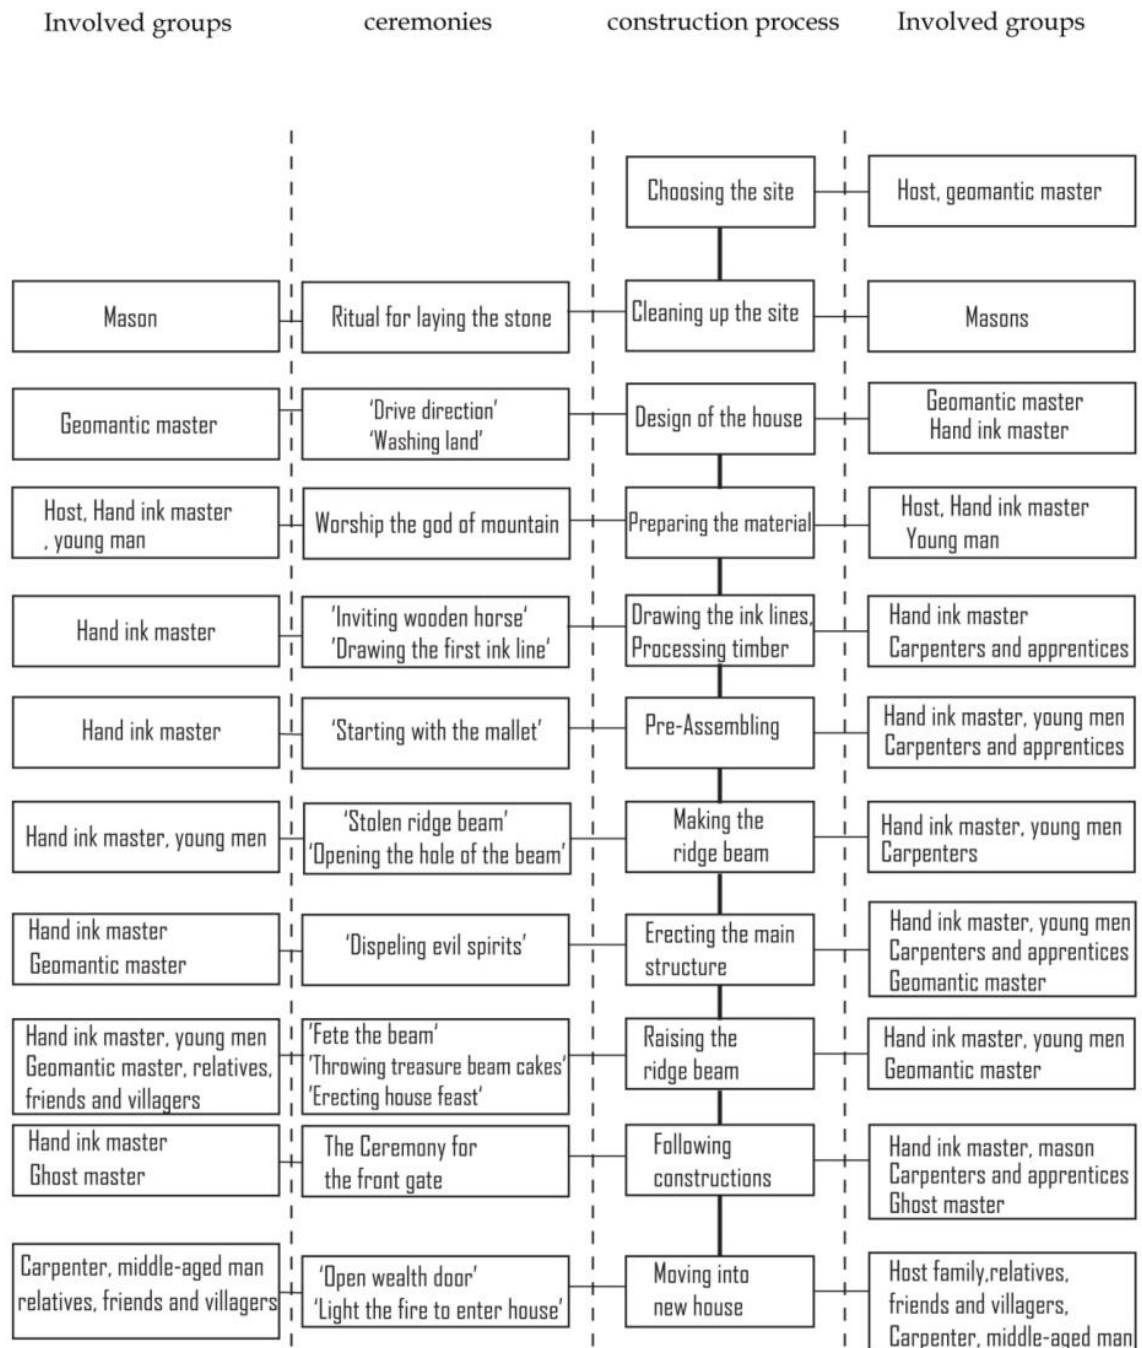 Involved groups
ceremonies
construction process
Involved groups
Choosing the site
Host, geomantic master
Mason
Ritual for laying the stone
Cleaning up the site
Masons
Geomantic master
‘Drive direction’
‘Washing land’
Design of the house
Geomantic master
Hand ink master
Host, Hand ink master
, young man
Worship the god of mountain
Preparing the material
Host, Hand ink master
Young man
Hand ink master
’Inviting wooden horse‘
’Drawing the first ink line‘
Drawing the ink lines,
Processing timber
Hand ink master
Carpenters and apprentices
Hand ink master
‘Starting with the mallet’
Pre-Assembling
Hand ink master, young men
Carpenters and apprentices
Hand ink master, young men
‘Stolen ridge beam’
‘Opening the hole of the beam’
Making the
ridge beam
Hand ink master, young men
Carpenters
Hand ink master
Geomantic master
‘Dispeling evil spirits’
Erecting the main
structure
Hand ink master, young men
Carpenters and apprentices
Geomantic master
Hand ink master, young men
Geomantic master, relatives,
friends and villagers
’Fete the beam‘
’Throwing treasure beam cakes‘
’Erecting house feast‘
Raising the
ridge beam
Hand ink master, young men
Geomantic master
Hand ink master
Ghost master
The Ceremony for
the front gate
Following
constructions
Hand ink master, mason
Carpenters and apprentices
Ghost master
Carpenter, middle-aged man
relatives, friends and villagers
‘Open wealth door’
‘Light the fire to enter house’
Moving into
new house
Host family,relatives,
friends and villagers,
Carpenter, middle-aged man